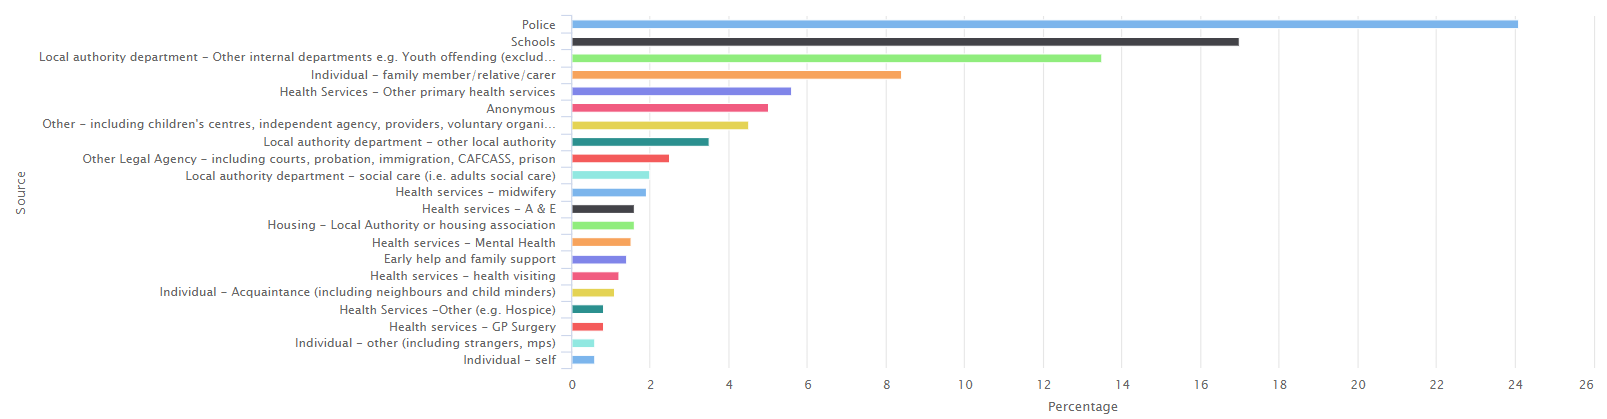 Police
Schools
Local authority department - Other internal departments e.g. Youth offending (exclud...
Individual - family member/relative/carer
Health Services - Other primary health services
Anonymous
Other - including children's centres, independent agency, providers, voluntary organi...
Local authority department - other local authority
Other Legal Agency - including courts, probation, immigration, CAFCASS, prison
Local authority department - social care (i.e. adults social care)
Health services - midwifery
Health services - A & E
Housing - Local Authority or housing association
Health services - Mental Health
Early help and family support
Health services - health visiting
Individual - Acquaintance (including neighbours and child minders)
Health Services -Other (e.g. Hospice)
Health services - GP Surgery
Individual - other (including strangers, mps)
Individual - self
Source
0 2 4 6 8 10 12 14 16 18 20 22 24 26
Percentage